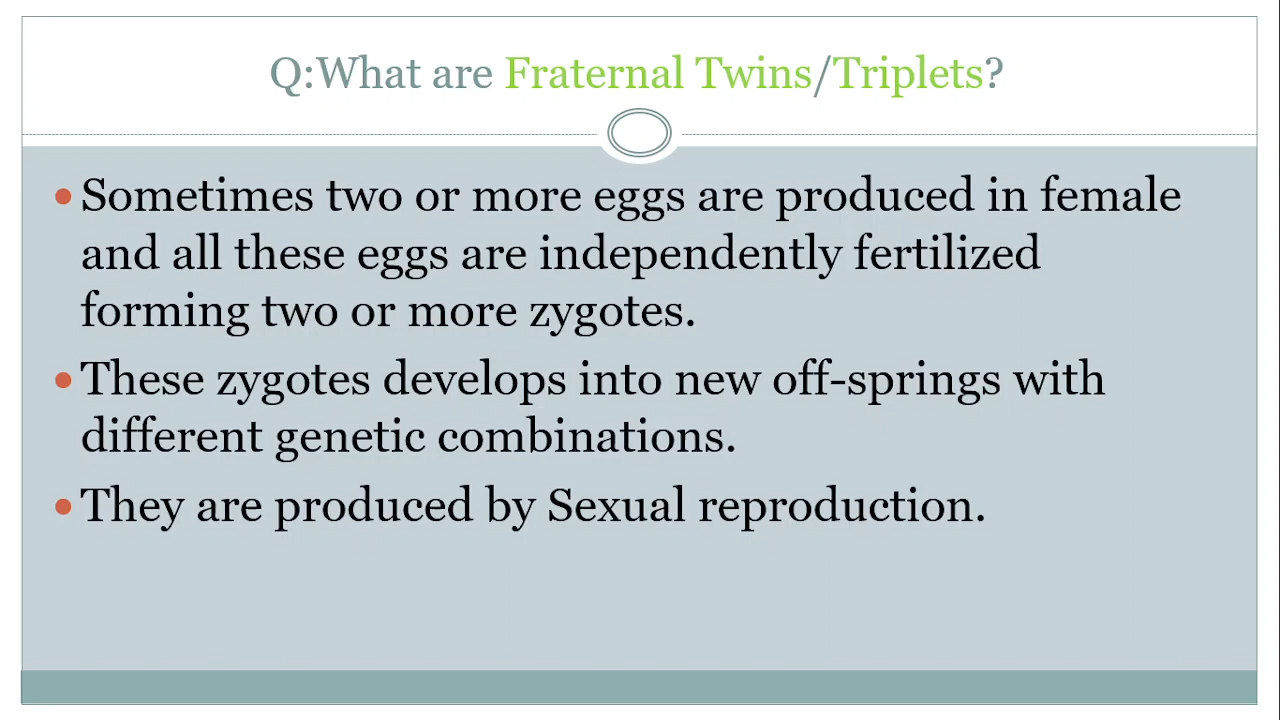 Q:What are Fraternal Twins/Triplets?
• Sometimes two or more eggs are produced in female
and all these eggs are independently fertilized
forming two or more zygotes.
• These zygotes develops into new off-springs with
different genetic combinations.
• They are produced by Sexual reproduction.